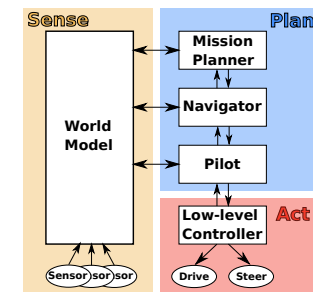 Sense
Plan
Mission
Planner
Navigator
World
Model
Pilot
Act
Low-level
Controller
Sensor
sor
sor
Drive
Steer